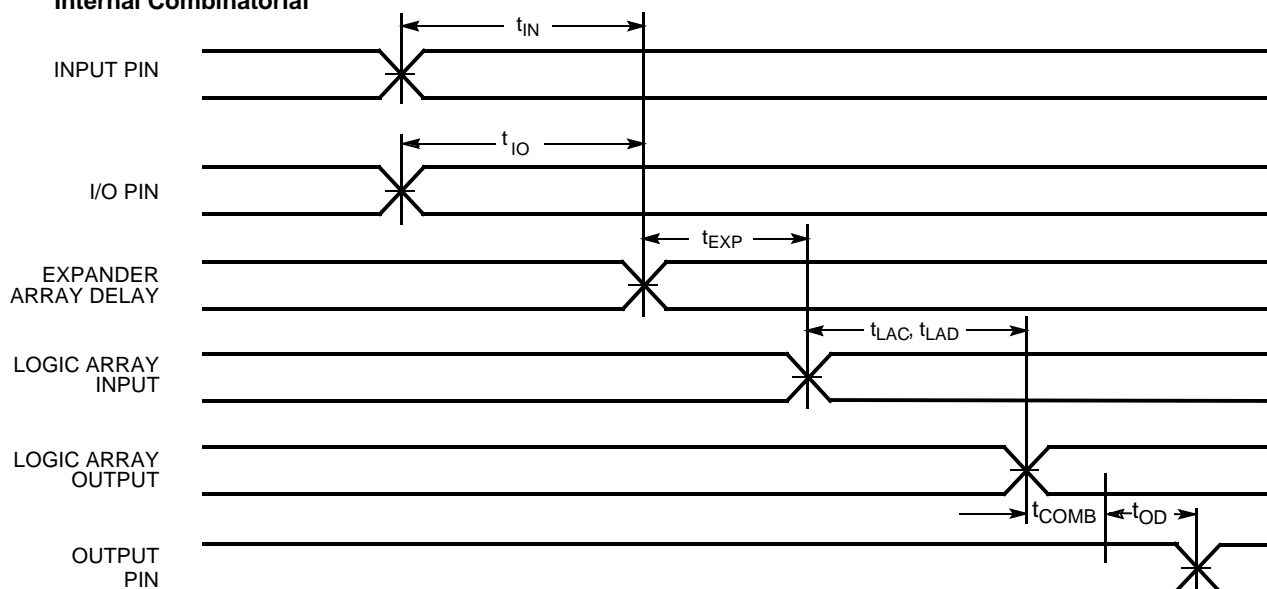 Internal Combinatorial
tIN
INPUT PIN
tIO
I/O PIN
tEXP
EXPANDER
ARRAY DELAY
tLAC, tLAD
LOGIC ARRAY
INPUT
LOGIC ARRAY
OUTPUT
tCOMB tOD
OUTPUT
PIN